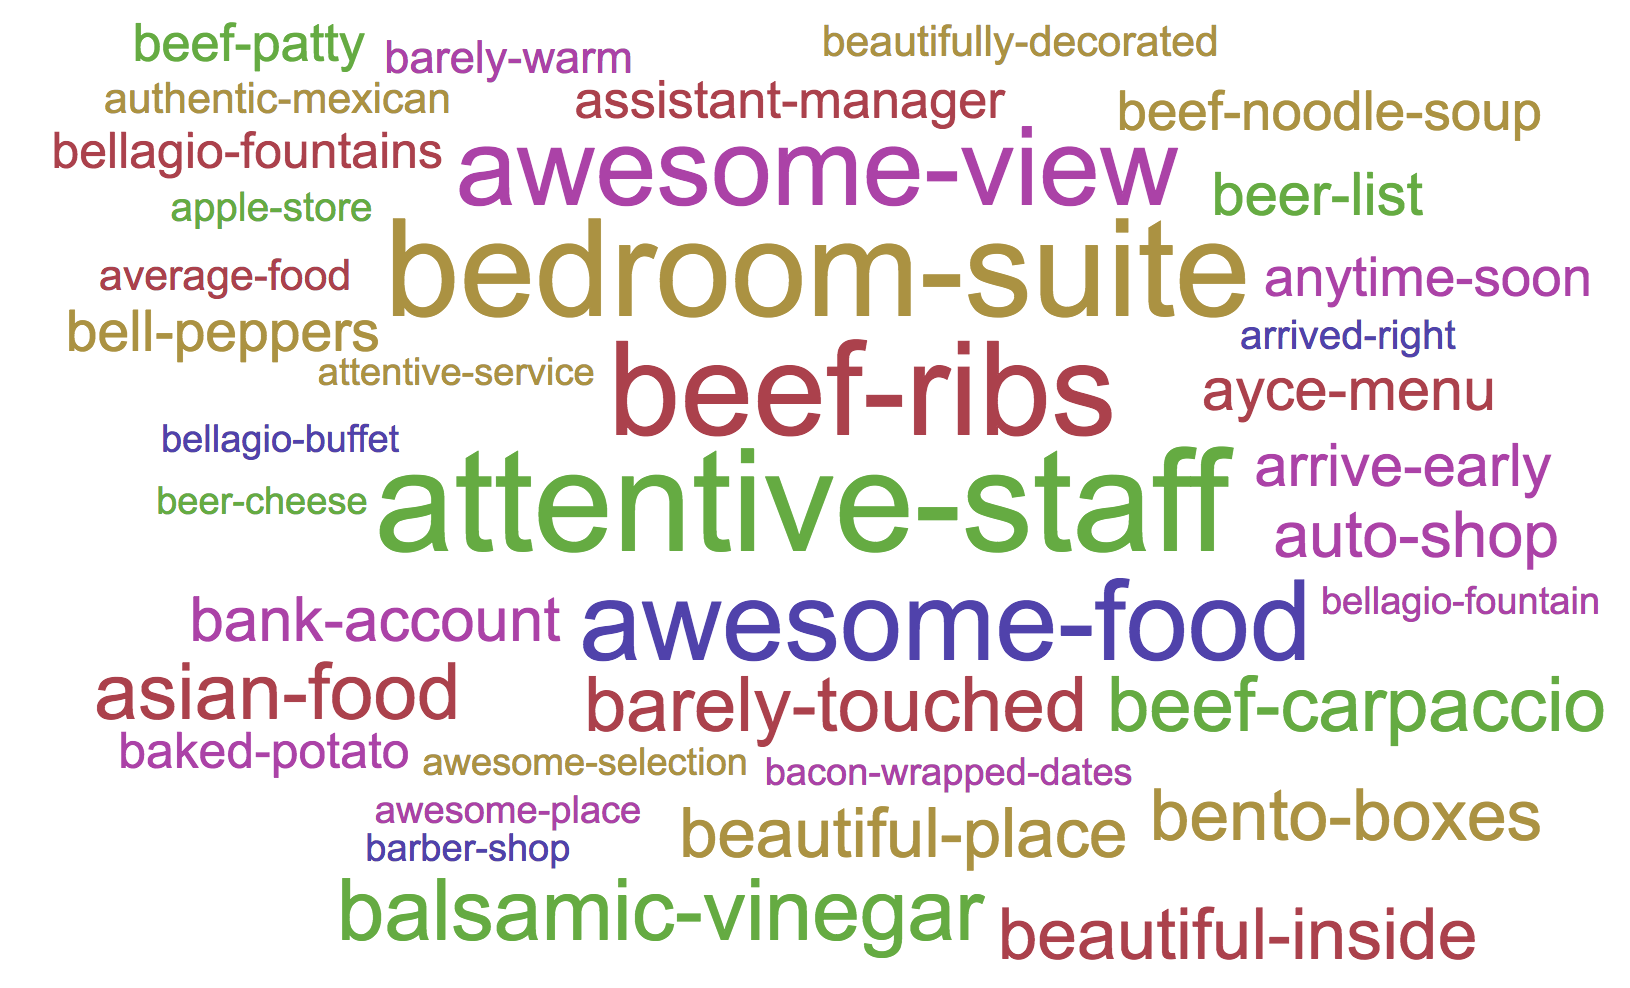 beef-patty
barely-warm
beautifully-decorated
authentic-mexican
assistant-manager
beef-noodle-soup
bellagio-fountains
awesome-view
beer-list
apple-store
bedroom-suite
average-food
anytime-soon
bell-peppers
arrived-right
attentive-service
beef-ribs
ayce-menu
bellagio-buffet
attentive-staff
arrive-early
beer-cheese
auto-shop
bank-account
awesome-food
bellagio-fountain
asian-food
barely-touched
beef-carpaccio
baked-potato
awesome-selection
bacon-wrapped-dates
awesome-place
beautiful-place
bento-boxes
barber-shop
balsamic-vinegar
beautiful-inside